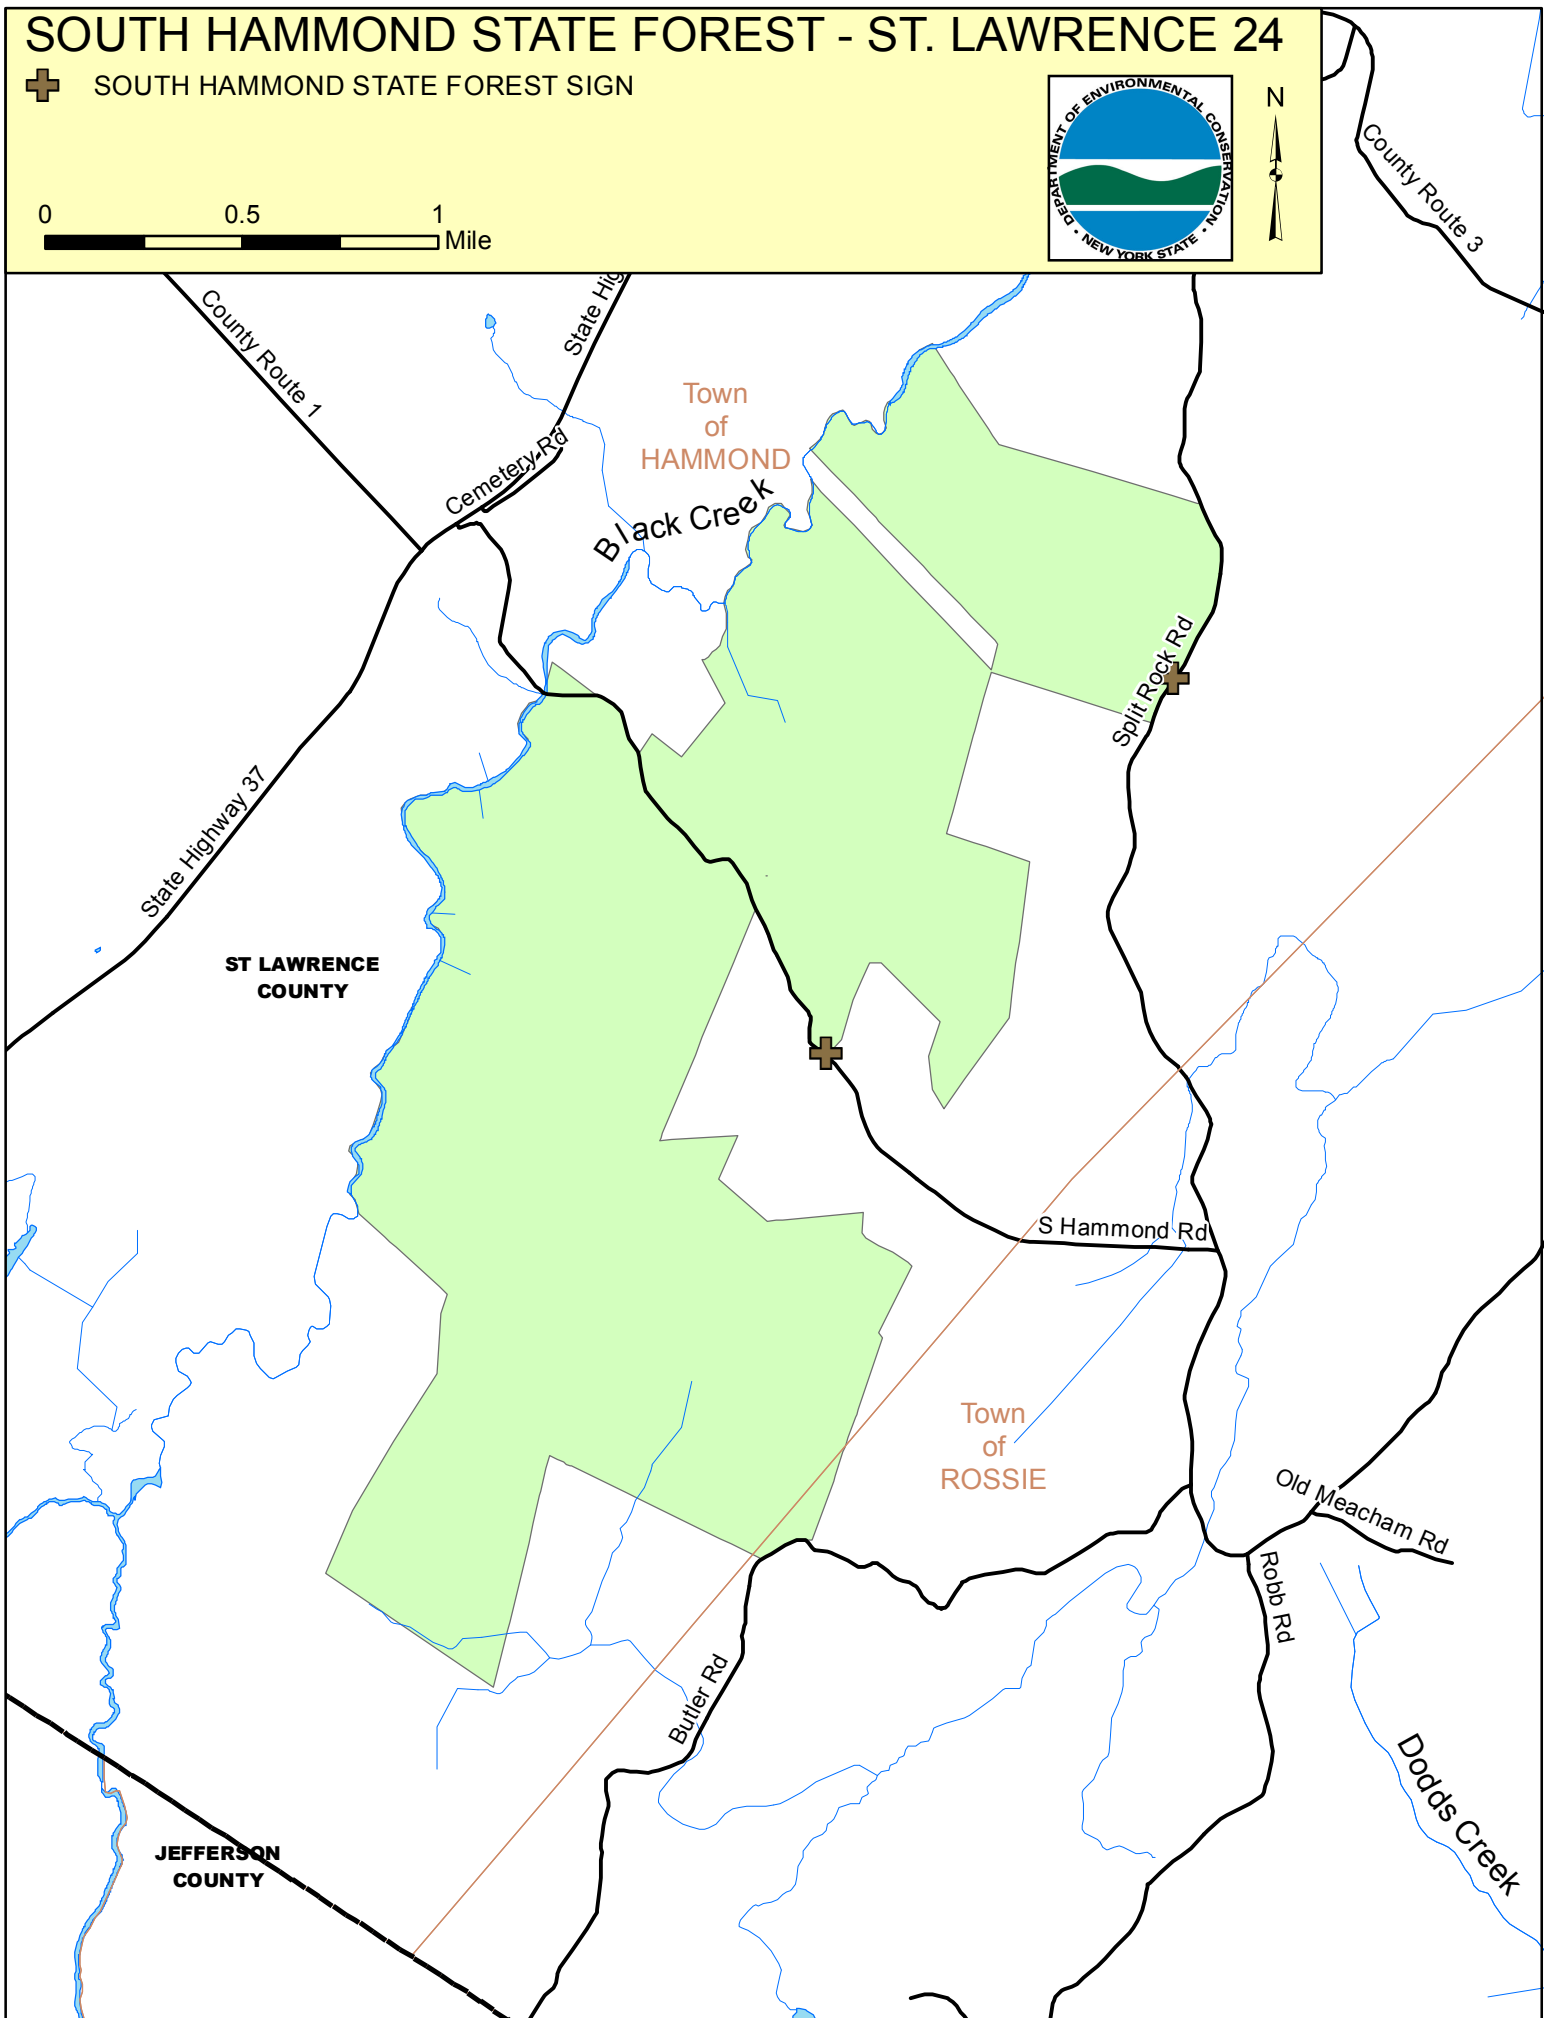 SOUTH HAMMOND STATE FOREST - ST. LAWRENCE 24
SOUTH HAMMOND STATE FOREST SIGN
0 0.5 1
Mile
DEPARTMENT OF ENVIRONMENTAL CONSERVATION
• NEW YORK STATE •
N
County Route 3
County Route 1
State Hig
Town
of
HAMMOND
Cemetery Rd
Black Creek
Split Rock Rd
State Highway 37
ST LAWRENCE
COUNTY
S Hammond Rd
Town
of
ROSSIE
Old Meacham Rd
Robb Rd
Butler Rd
Dodds Creek
JEFFERSON
COUNTY